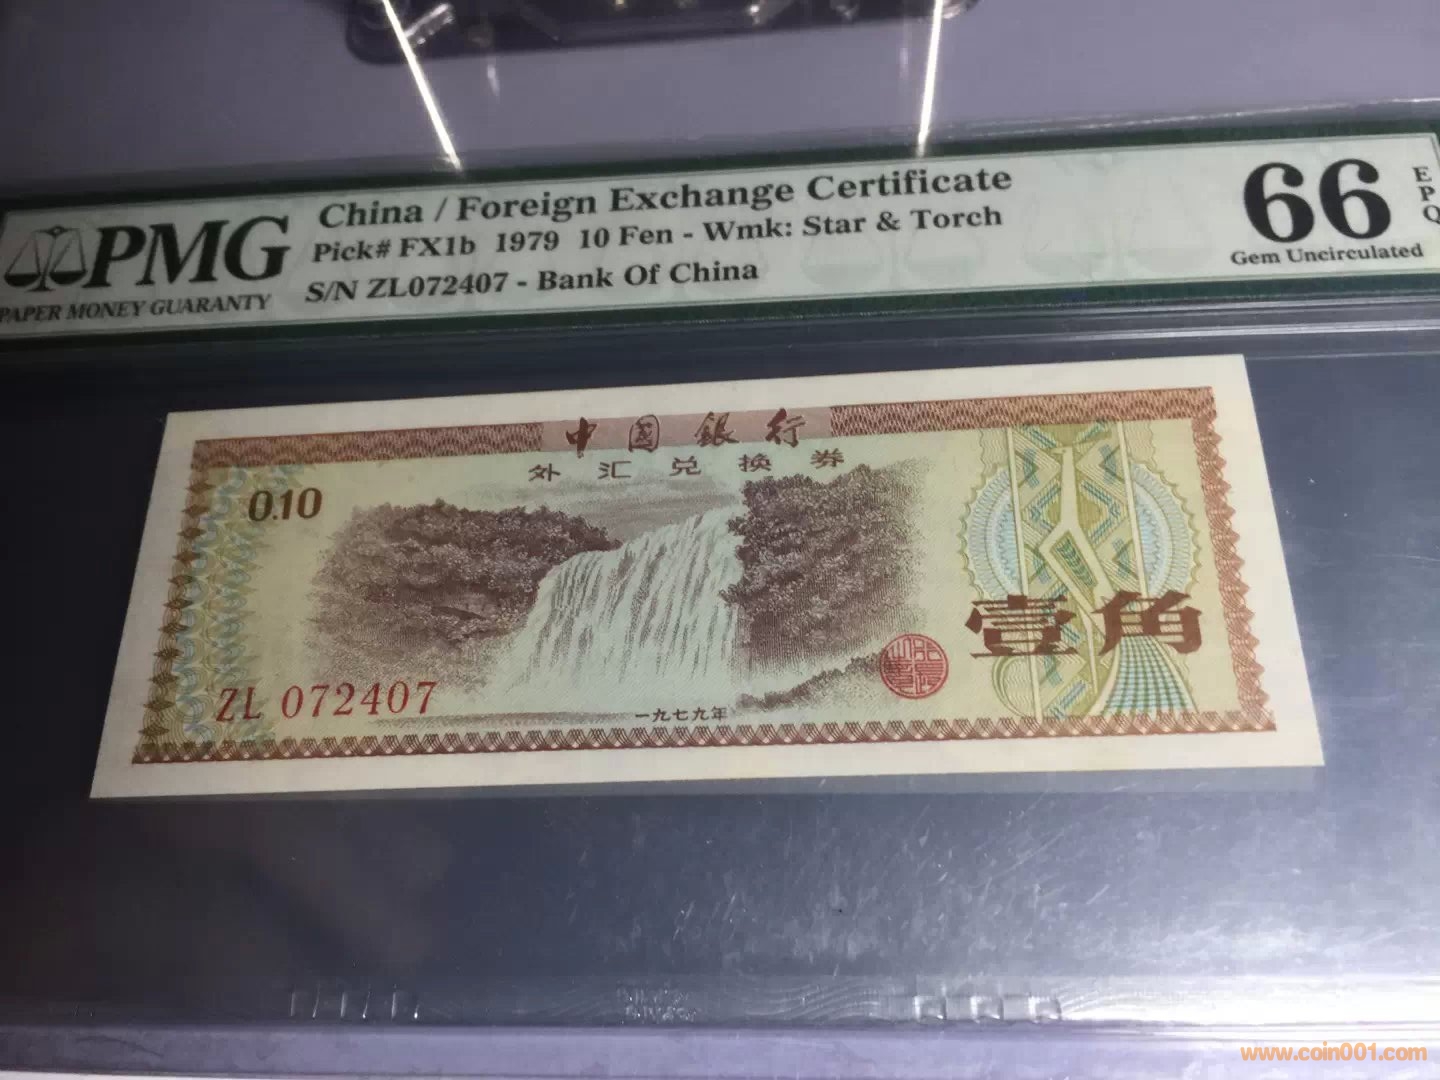 PMG
PAPER MONEY GUARANTY
China / Foreign Exchange Certificate
Pick# FX1b 1979 10 Fen - Wmk: Star & Torch
S/N ZL072407 - Bank Of China
66
EPQ
Gem Uncirculated
中国銀行
外汇兑换券
0.10
壹角
ZL 072407
一九七九年
www.coin001.com